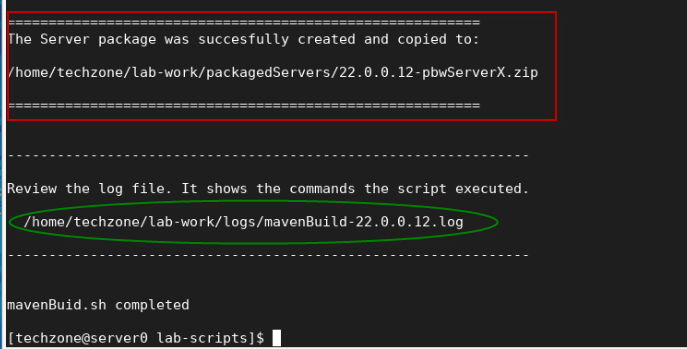 ========================================================
The Server package was succesfully created and copied to:
/home/techzone/lab-work/packagedServers/22.0.0.12-pbwServerX.zip
========================================================
--------------------------------------------------------------
Review the log file. It shows the commands the script executed.
/home/techzone/lab-work/logs/mavenBuild-22.0.0.12.log
--------------------------------------------------------------
mavenBuid.sh completed
[techzone@server0 lab-scripts]$